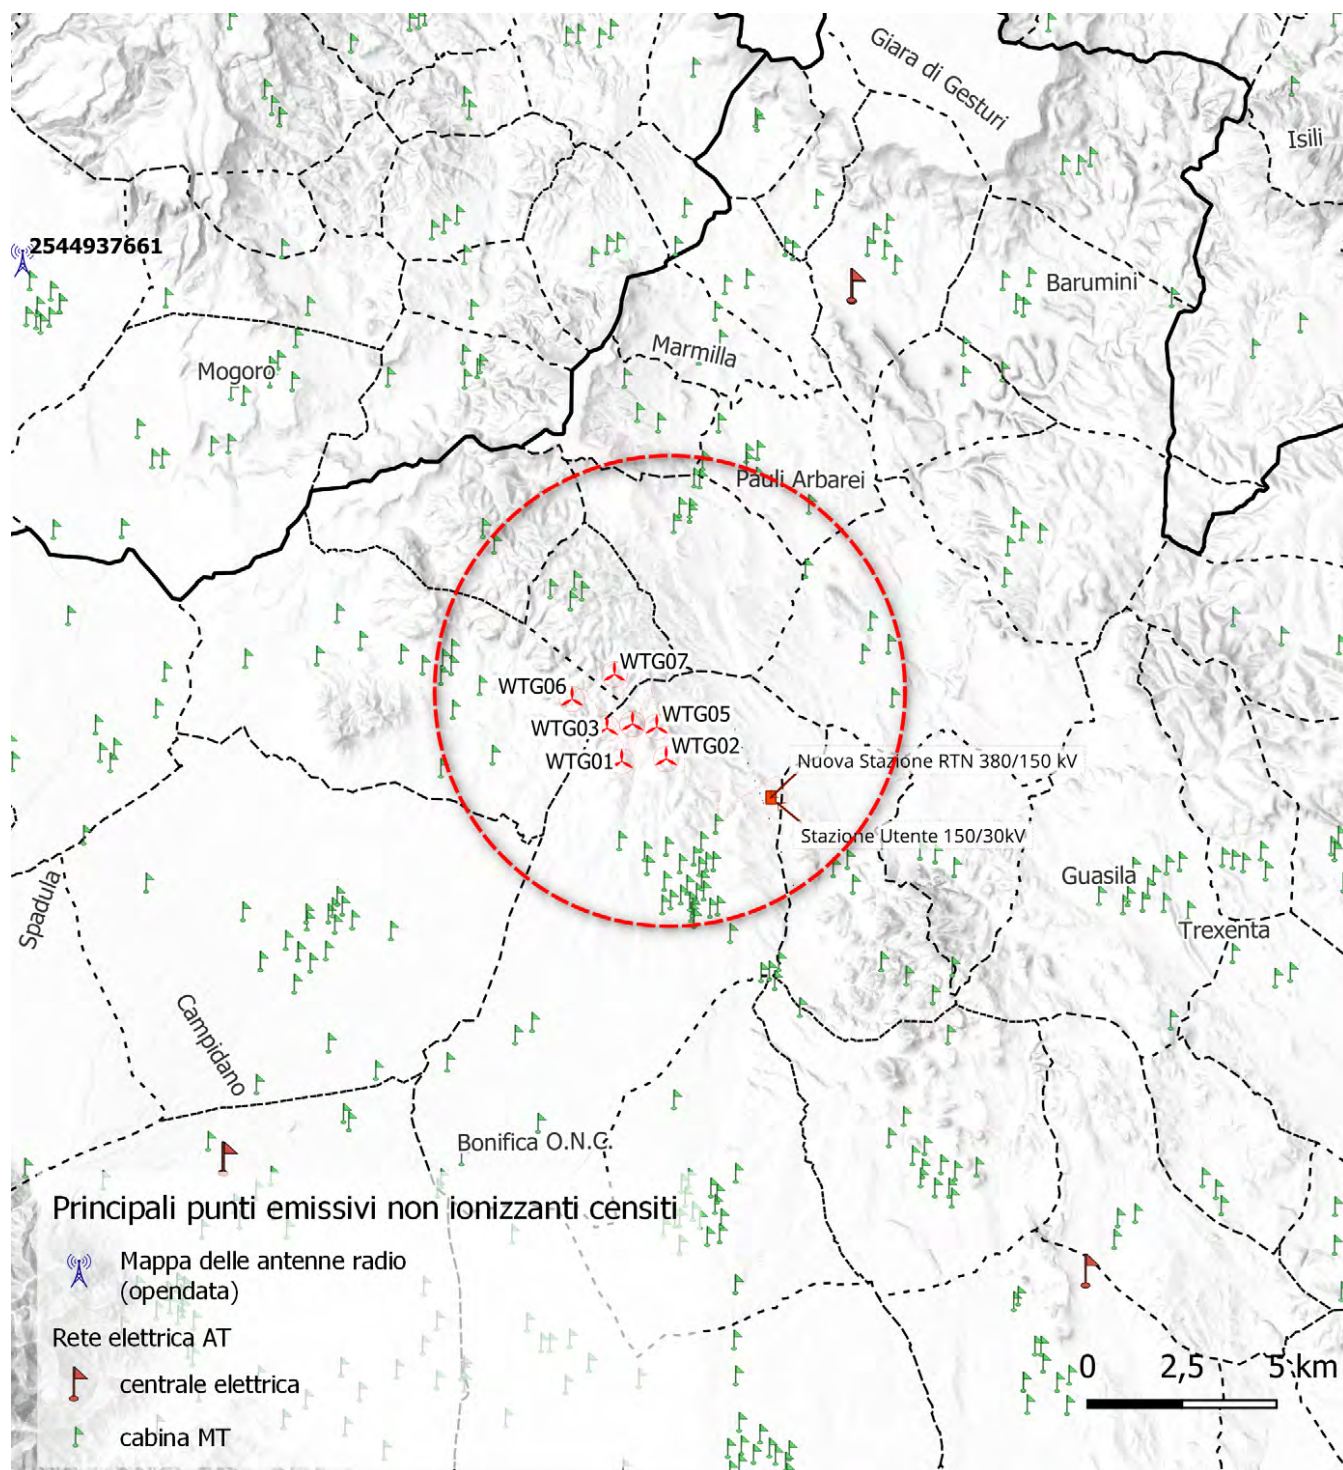 Giara di Gesturi
Isili
2544937661
Barumini
Marmilla
Mogoro
Pauli Arbarei
WTG07
WTG06
WTG05
WTG03
WTG02
WTG01
Nuova Stazione RTN 380/150 kV
Stazione Utente 150/30kV
Guasila
Spadula
Trexenta
Campidano
Bonifica O.N.C.
Principali punti emissivi non ionizzanti censiti
Mappa delle antenne radio
(opendata)
Rete elettrica AT
centrale elettrica
cabina MT
0 2,5 5 km